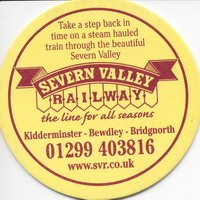 Take a step back in
time on a steam hauled
train through the beautiful
Severn Valley
SEVERN VALLEY
RAILWAY
the line for all seasons
Kidderminster - Bewdley - Bridgnorth
01299 403816
www.svr.co.uk